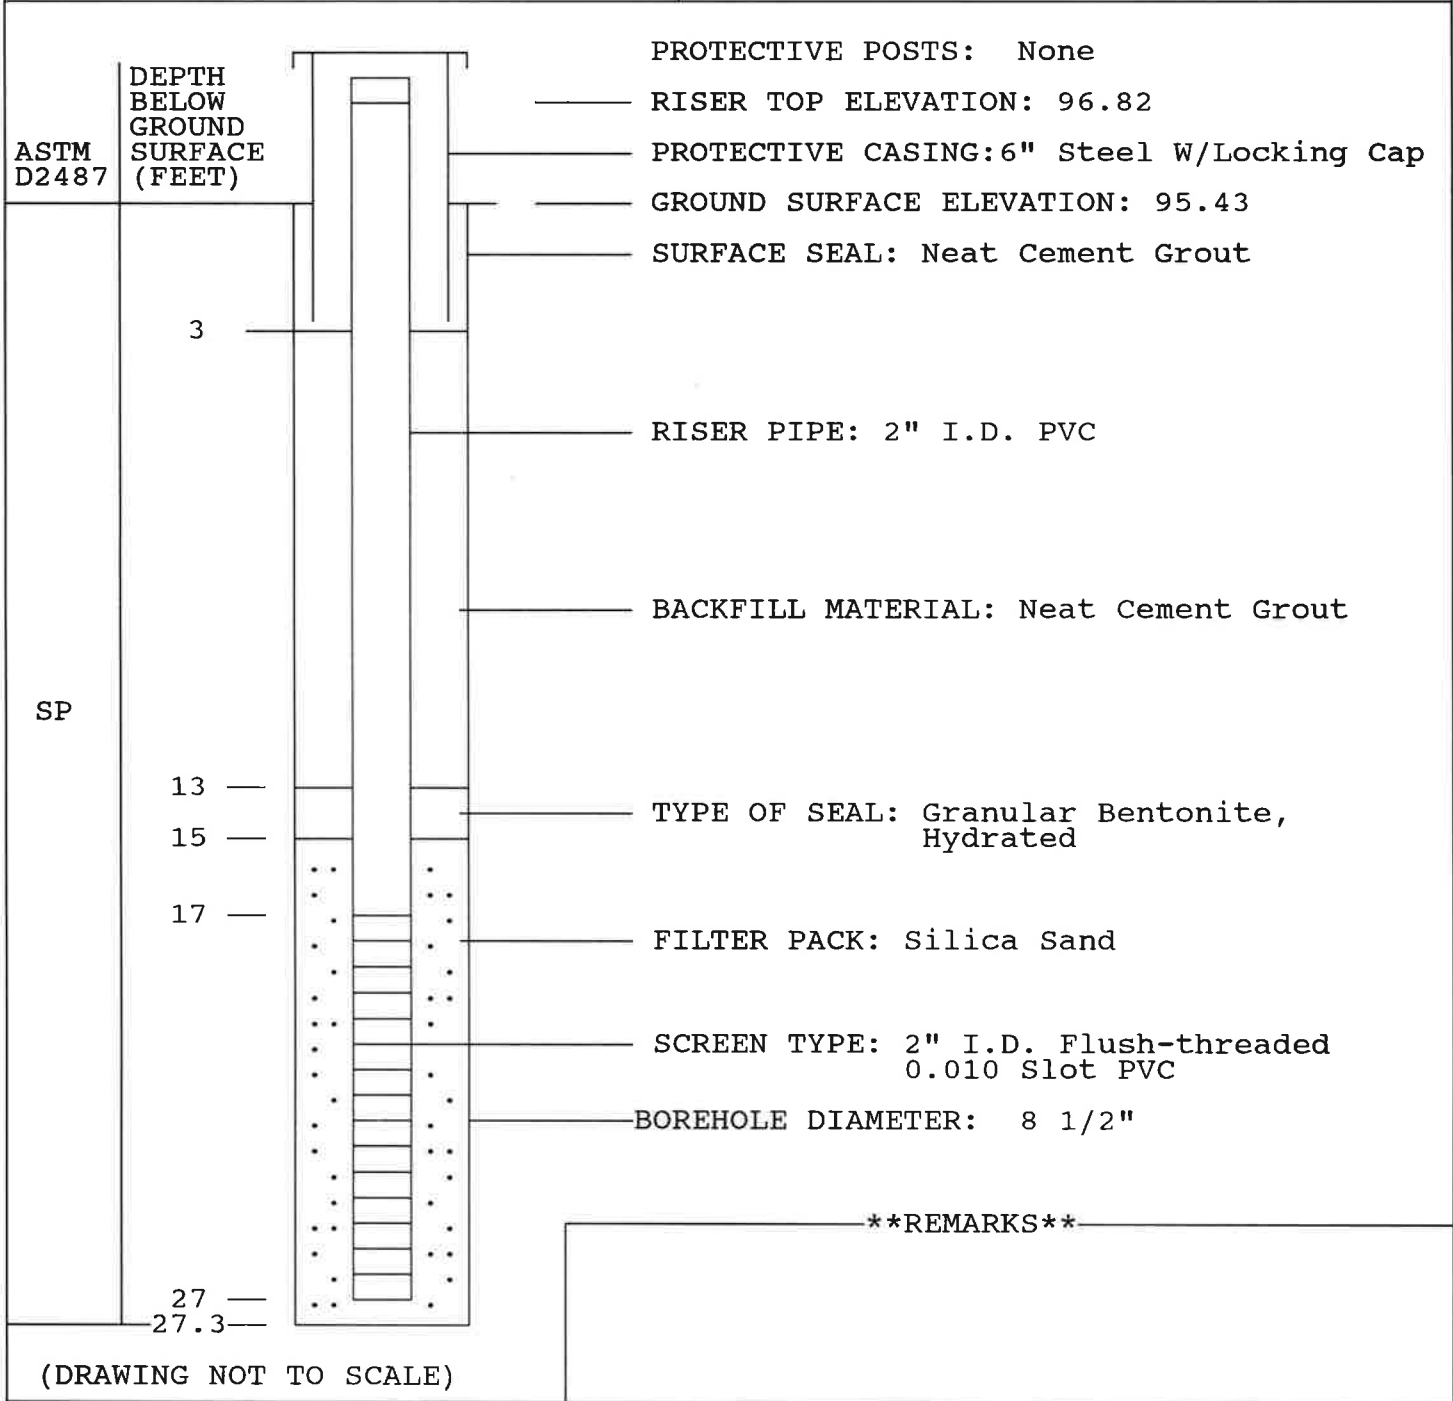 PROTECTIVE POSTS: None
DEPTH
BELOW
GROUND
SURFACE
(FEET)
ASTM
D2487
RISER TOP ELEVATION: 96.82
PROTECTIVE CASING:6" Steel W/Locking Cap
GROUND SURFACE ELEVATION: 95.43
SURFACE SEAL: Neat Cement Grout
3
RISER PIPE: 2" I.D. PVC
BACKFILL MATERIAL: Neat Cement Grout
SP
13
TYPE OF SEAL: Granular Bentonite,
Hydrated
15
17
FILTER PACK: Silica Sand
SCREEN TYPE: 2" I.D. Flush-threaded
0.010 Slot PVC
BOREHOLE DIAMETER: 8 1/2"
**REMARKS**
27
27.3
(DRAWING NOT TO SCALE)